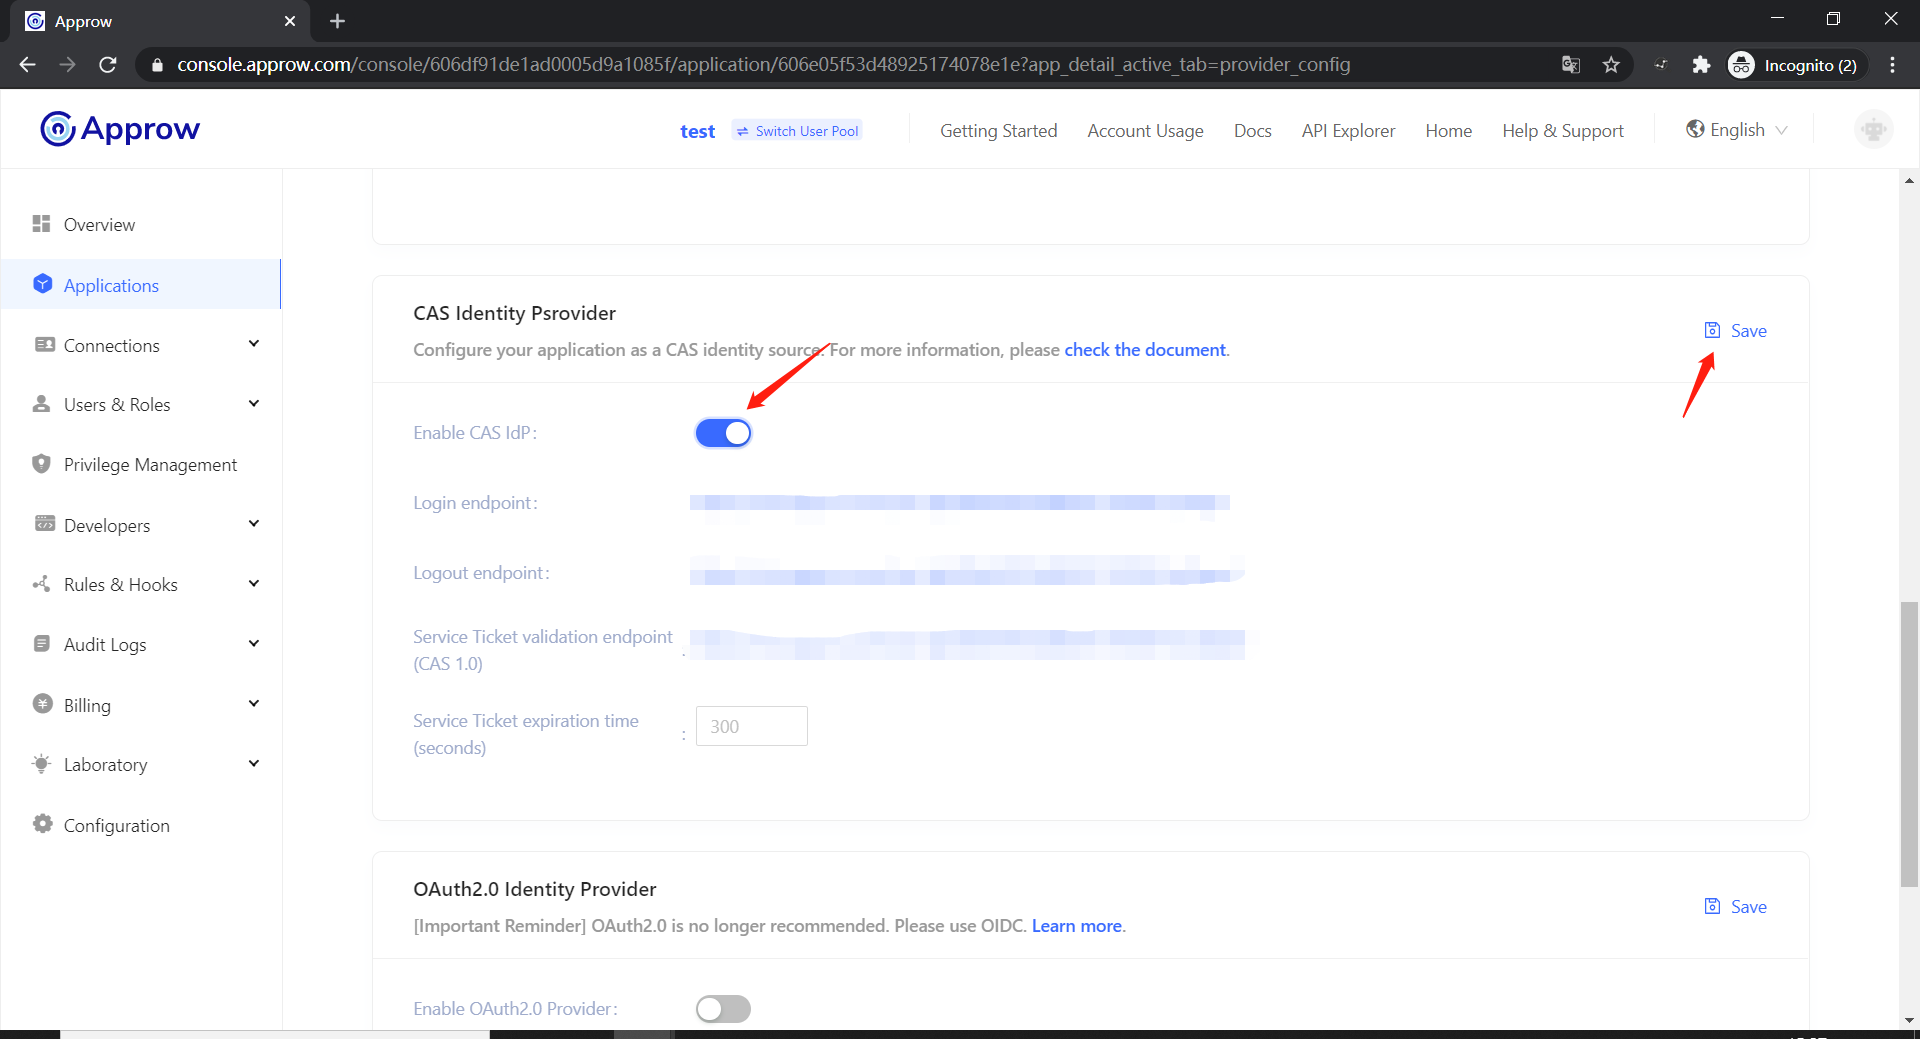 Approw
console.approw.com/console/606df91de1ad0005d9a1085f/application/606e05f53d48925174078e1e?app_detail_active_tab=provider_config
Incognito (2)
Approw
test
Switch User Pool
Getting Started
Account Usage
Docs
API Explorer
Home
Help & Support
English
Overview
Applications
Connections
Users & Roles
Privilege Management
Developers
Rules & Hooks
Audit Logs
Billing
Laboratory
Configuration
CAS Identity Psrovider
Configure your application as a CAS identity source. For more information, please check the document.
Save
Enable CAS IdP:
Login endpoint:
Logout endpoint:
Service Ticket validation endpoint
(CAS 1.0) :
Service Ticket expiration time
(seconds) :
300
OAuth2.0 Identity Provider
[Important Reminder] OAuth2.0 is no longer recommended. Please use OIDC. Learn more.
Save
Enable OAuth2.0 Provider: